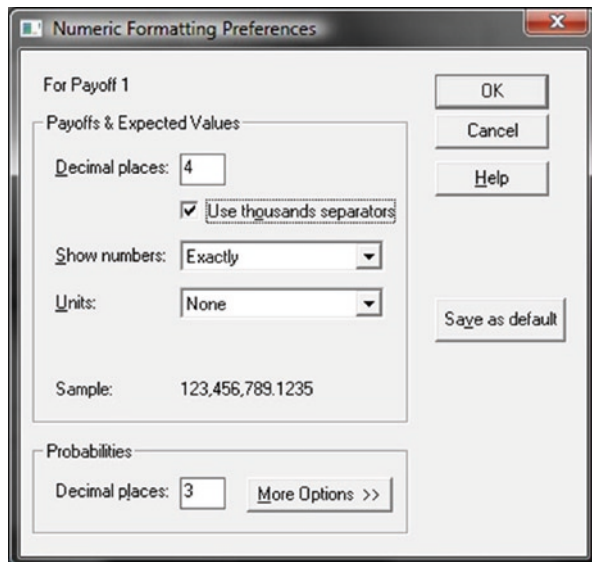 Numeric Formatting Preferences
For Payoff 1
Payoffs & Expected Values
Decimal places: 4
Use thousands separators
Show numbers: Exactly
Units: None
Sample: 123,456,789.1235
Probabilities
Decimal places: 3
More Options >>
OK
Cancel
Help
Save as default